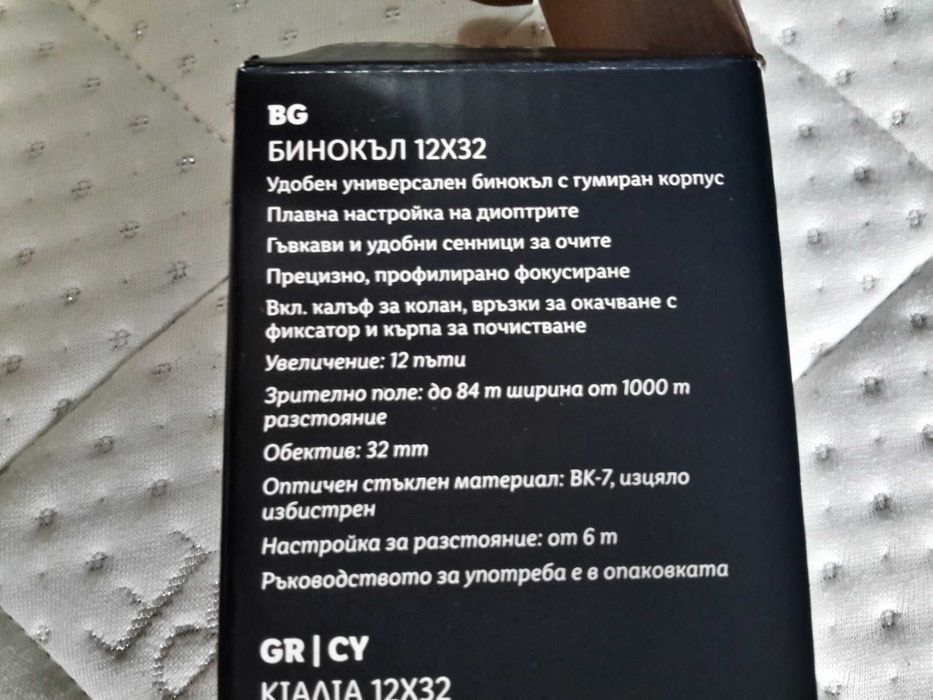 BG
БИНОКЪЛ 12X32
Удобен универсален бинокъл с гумиран корпус
Плавна настройка на диоптрите
Гъвкави и удобни сенници за очите
Прецизно, профилирано фокусиране
Вкл. калъф за колан, връзки за окачване с
фиксатор и кърпа за почистване
Увеличение: 12 пъти
Зрително поле: до 84 m ширина от 1000 m
разстояние
Обектив: 32 mm
Оптичен стъклен материал: BK-7, изцяло
избистрен
Настройка за разстояние: от 6 m
Ръководството за употреба е в опаковката
GR | CY
ΚΙΑΛΙΑ 12X32